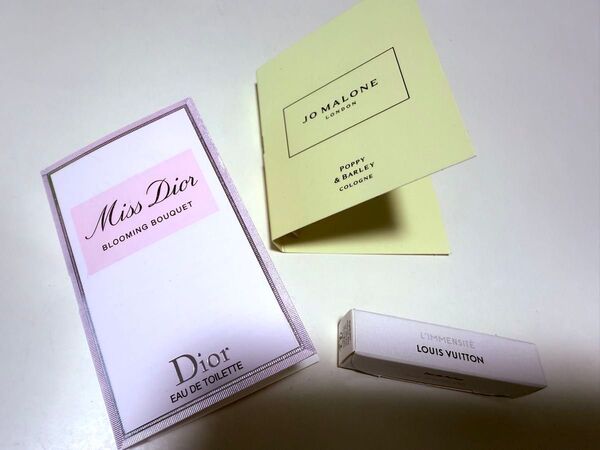 Miss Dior
BLOOMING BOUQUET
Dior
EAU DE TOILETTE
JO MALONE
LONDON
POPPY
& BARLEY
COLOGNE
L'IMMENSITÉ
LOUIS VUITTON